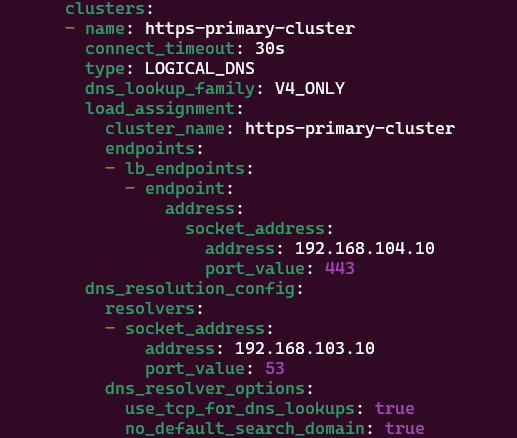 clusters:
- name: https-primary-cluster
connect_timeout: 30s
type: LOGICAL_DNS
dns_lookup_family: V4_ONLY
load_assignment:
cluster_name: https-primary-cluster
endpoints:
- lb_endpoints:
- endpoint:
address:
socket_address:
address: 192.168.104.10
port_value: 443
dns_resolution_config:
resolvers:
- socket_address:
address: 192.168.103.10
port_value: 53
dns_resolver_options:
use_tcp_for_dns_lookups: true
no_default_search_domain: true